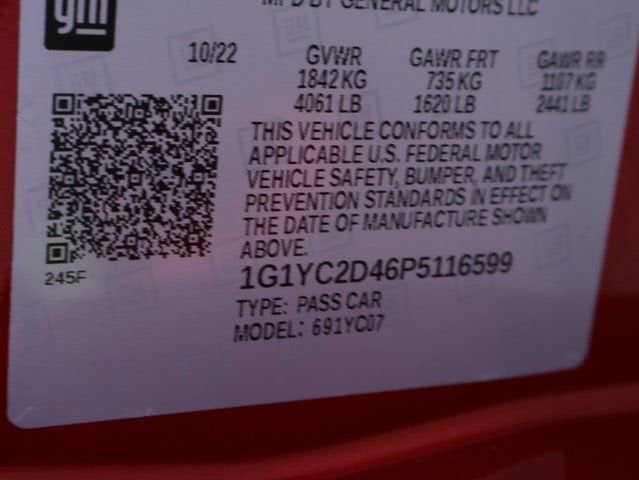 gm
MFD BY GENERAL MOTORS LLC
10/22 GVWR GAWR FRT GAWR RR
1842 KG 735 KG 1107 KG
4061 LB 1620 LB 2441 LB
THIS VEHICLE CONFORMS TO ALL
APPLICABLE U.S. FEDERAL MOTOR
VEHICLE SAFETY, BUMPER, AND THEFT
PREVENTION STANDARDS IN EFFECT ON
THE DATE OF MANUFACTURE SHOWN
ABOVE.
245F
1G1YC2D46P5116599
TYPE: PASS CAR
MODEL: 691YC07